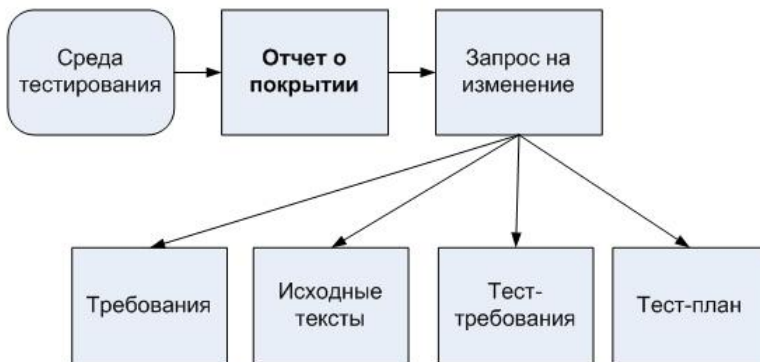 Среда
тестирования
Отчет о
покрытии
Запрос на
изменение
Требования
Исходные
тексты
Тест-
требования
Тест-план